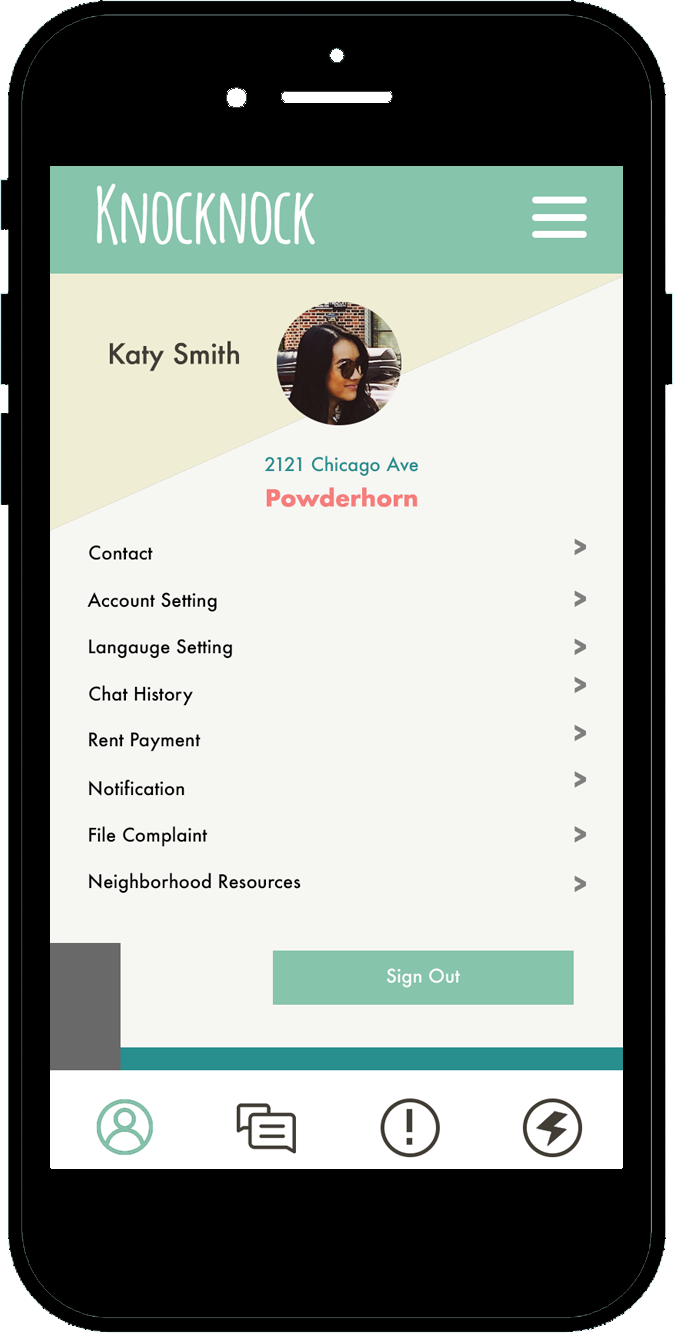 KNOCKNOCK
Katy Smith
2121 Chicago Ave
Powderhorn
Contact >
Account Setting >
Langauge Setting >
Chat History >
Rent Payment >
Notification >
File Complaint >
Neighborhood Resources >
Sign Out